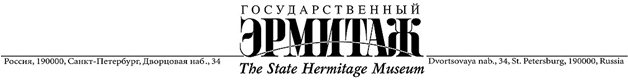 ГОСУДАРСТВЕННЫЙ
ЭРМИТАЖ
Россия, 190000, Санкт-Петербург, Дворцовая наб., 34
Dvortsovaya nab., 34, St. Petersburg, 190000, Russia
The State Hermitage Museum